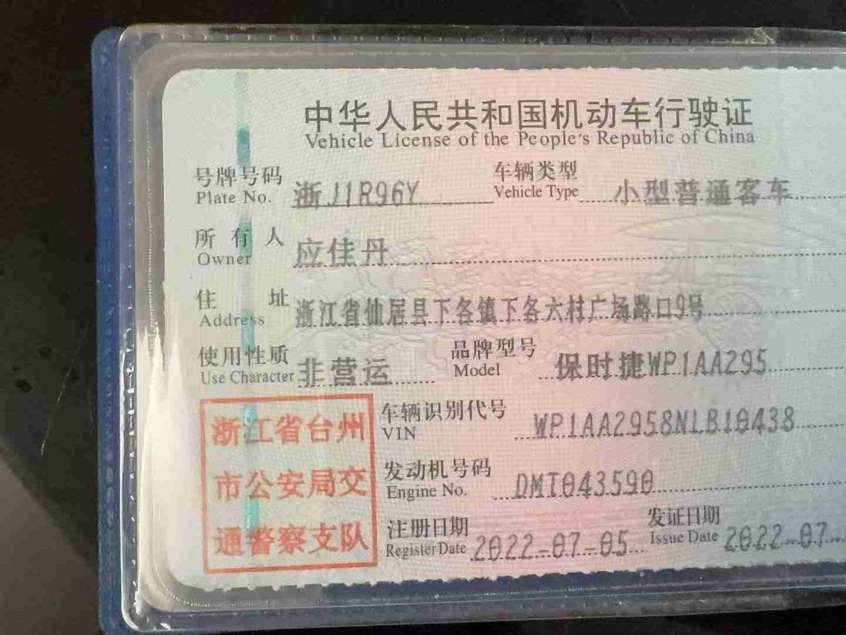 中华人民共和国机动车行驶证
Vehicle License of the People's Republic of China
号牌号码 浙J1R96Y 车辆类型 小型普通客车
Plate No. Vehicle Type
所有人 应佳丹
Owner
住址 浙江省仙居县下各镇下各六村广场路口9号
Address
使用性质 非营运 品牌型号 保时捷WP1AA295
Use Character Model
浙江省台州
市公安局交
通警察支队
车辆识别代号 WP1AA2958NLB10438
VIN
发动机号码 DMT043590
Engine No.
注册日期 2022-07-05 发证日期 2022-07-
Register Date Issue Date